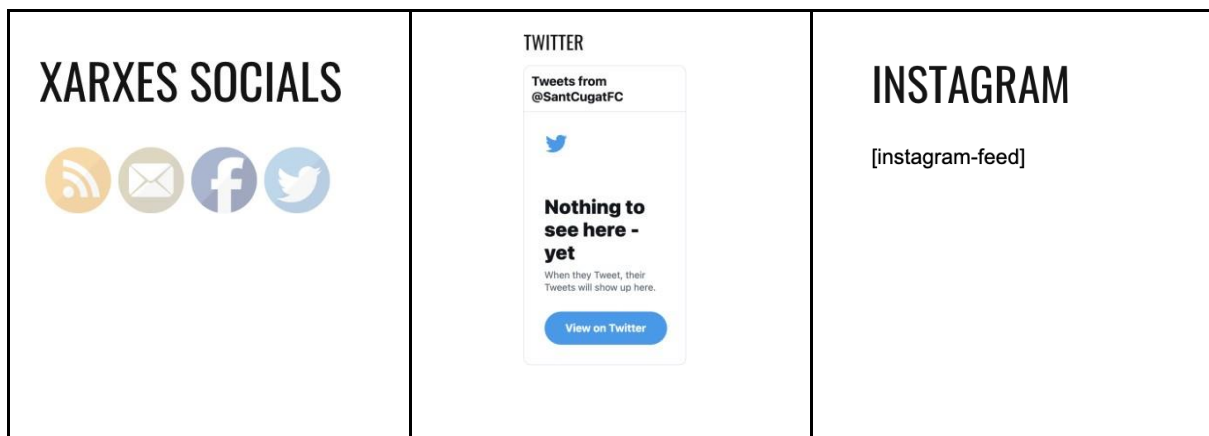 XARXES SOCIALS
TWITTER
Tweets from
@SantCugatFC
Nothing to
see here -
yet
When they Tweet, their
Tweets will show up here.
View on Twitter
INSTAGRAM
[instagram-feed]